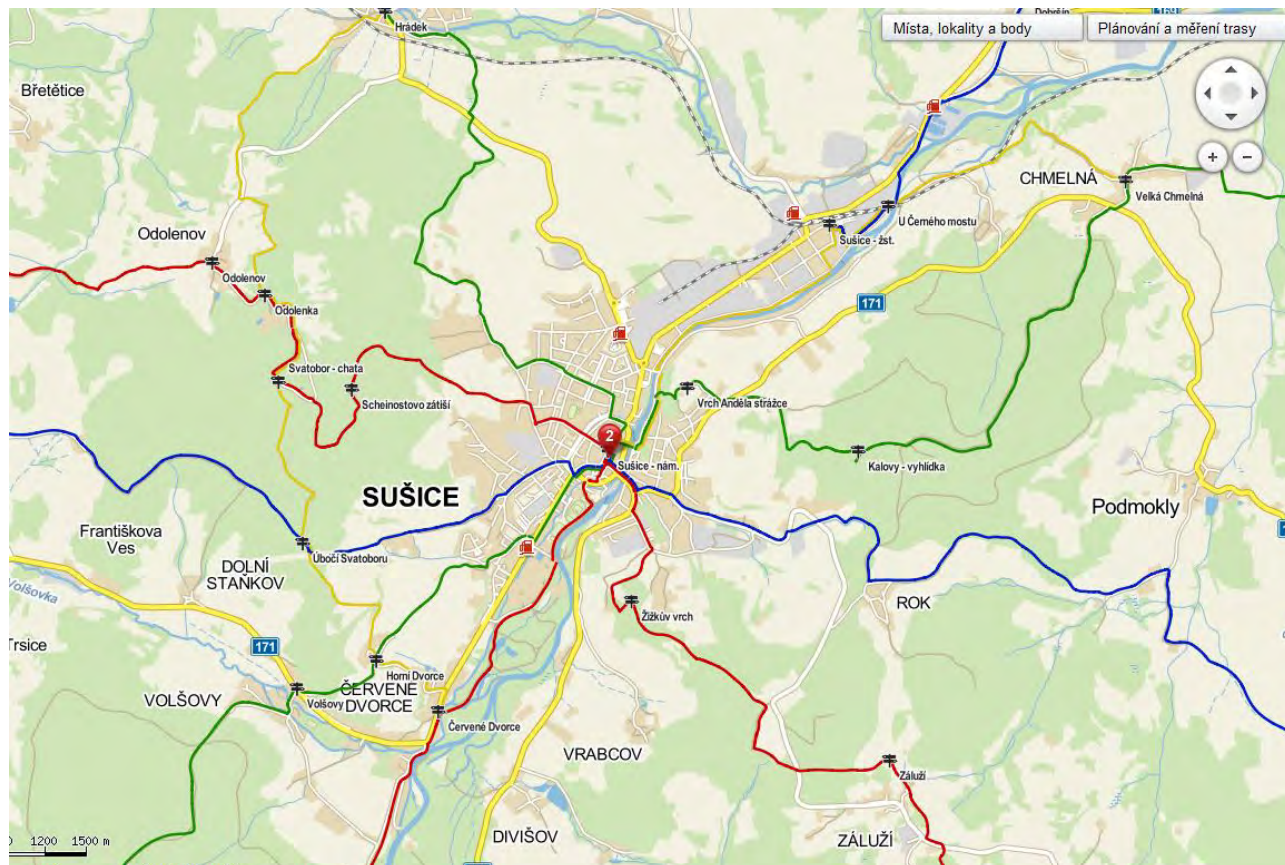 169
Dobršín
Místa, lokality a body
Plánování a měření trasy
Hrádek
Břetětice
CHMELNÁ
Velká Chmelná
U Černého mostu
Sušice - žst.
Odolenov
Odolenov
Odolenka
171
Svatobor - chata
Scheinostovo zátiší
Vrch Anděla strážce
2
Sušice - nám.
Kalovy - vyhlídka
SUŠICE
Podmokly
Františkova
Ves
Úbočí Svatoboru
DOLNÍ
STAŇKOV
Volšovka
ROK
Žižkův vrch
171
Trsice
Horní Dvorce
ČERVENÉ
DVORCE
VOLŠOVY
Volšovy
Červené Dvorce
VRABCOV
Záluží
DIVIŠOV
ZÁLUŽÍ
1200 1500 m
+
−